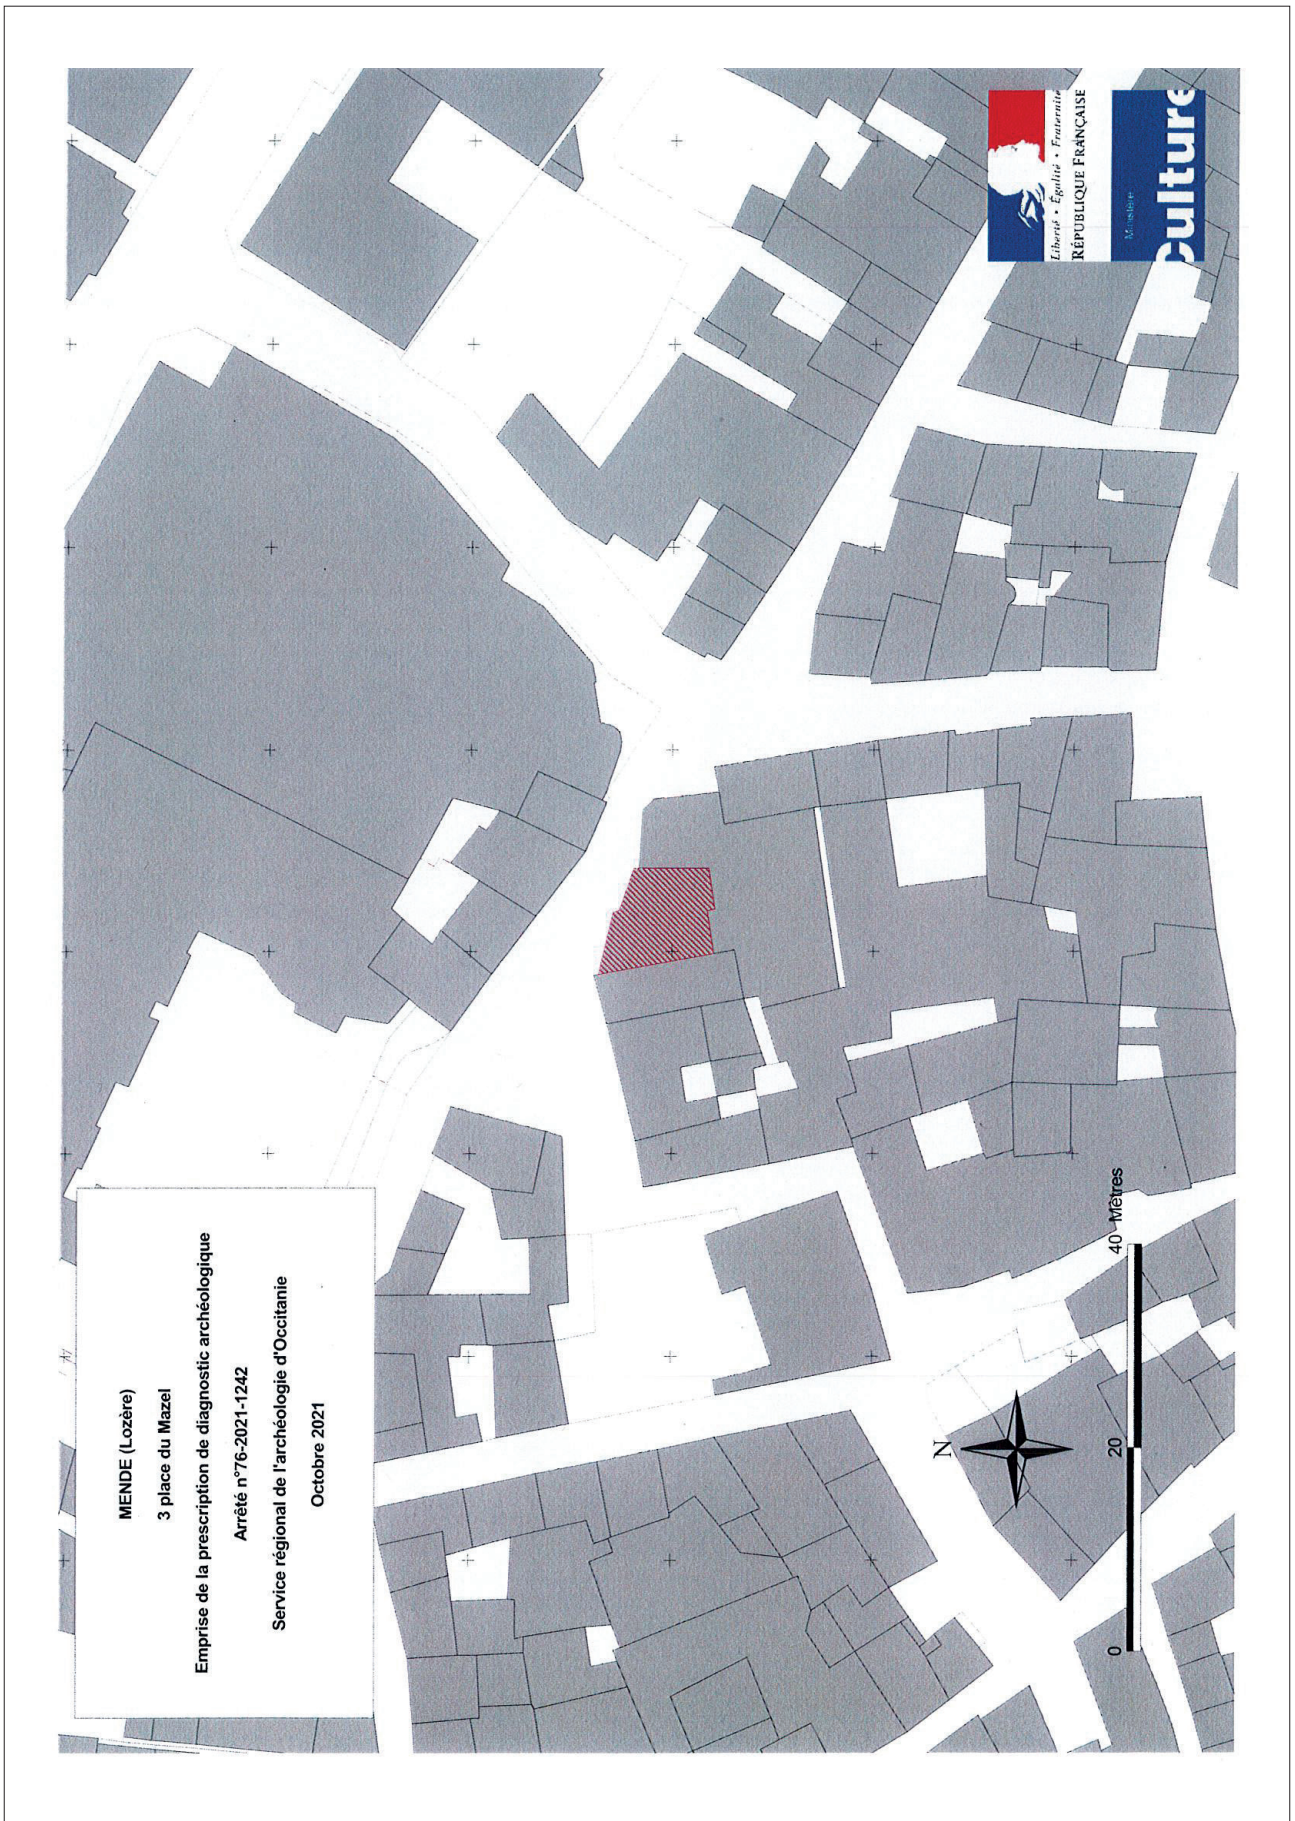 MENDE (Lozère)
3 place du Mazel
Emprise de la prescription de diagnostic archéologique
Arrêté n°76-2021-1242
Service régional de l'archéologie d'Occitanie
Octobre 2021
Liberté • Égalité • Fraternité
RÉPUBLIQUE FRANÇAISE
Ministère
Culture
N
0 20 40 Mètres